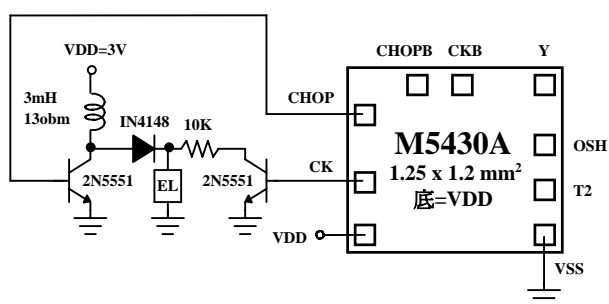 VDD=3V
CHOPB CKB Y
3mH
13obm
IN4148
10K
CHOP
2N5551
EL
2N5551
CK
VDD
M5430A
1.25 x 1.2 mm²
底=VDD
OSH
T2
VSS